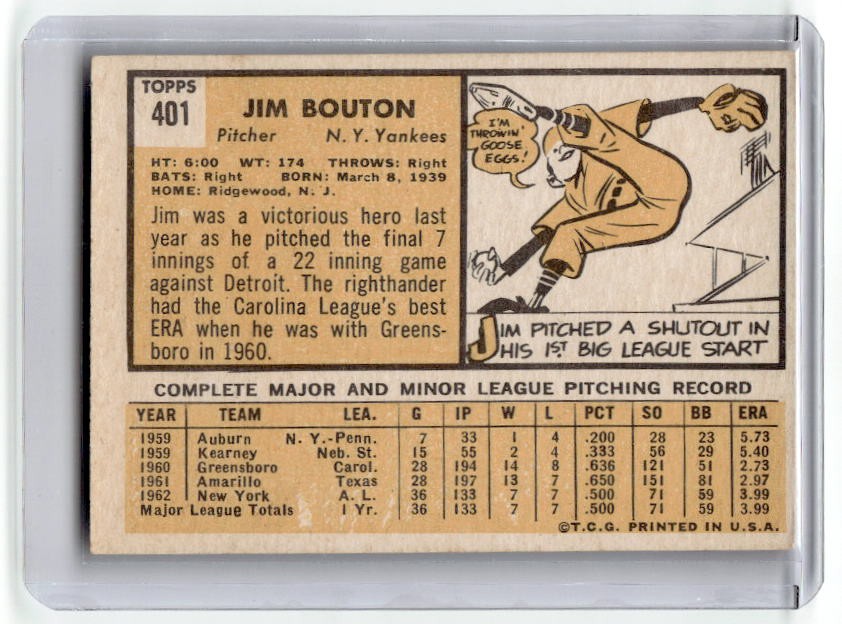 TOPPS
401
JIM BOUTON
Pitcher N. Y. Yankees
HT: 6:00 WT: 174 THROWS: Right
BATS: Right BORN: March 8, 1939
HOME: Ridgewood, N. J.
Jim was a victorious hero last
year as he pitched the final 7
innings of a 22 inning game
against Detroit. The righthander
had the Carolina League's best
ERA when he was with Greens-
boro in 1960.
I'M
THROWIN'
GOOSE
EGGS!
JIM PITCHED A SHUTOUT IN
HIS 1ST BIG LEAGUE START
COMPLETE MAJOR AND MINOR LEAGUE PITCHING RECORD
YEAR TEAM LEA. G IP W L PCT SO BB ERA
1959 Auburn N. Y.-Penn. 7 33 1 4 .200 28 23 5.73
1959 Kearney Neb. St. 15 55 2 4 .333 56 29 5.40
1960 Greensboro Carol. 28 194 14 8 .636 121 51 2.73
1961 Amarillo Texas 28 197 13 7 .650 151 81 2.97
1962 New York A. L. 36 133 7 7 .500 71 59 3.99
Major League Totals 1 Yr. 36 133 7 7 .500 71 59 3.99
©T.C.G. PRINTED IN U.S.A.